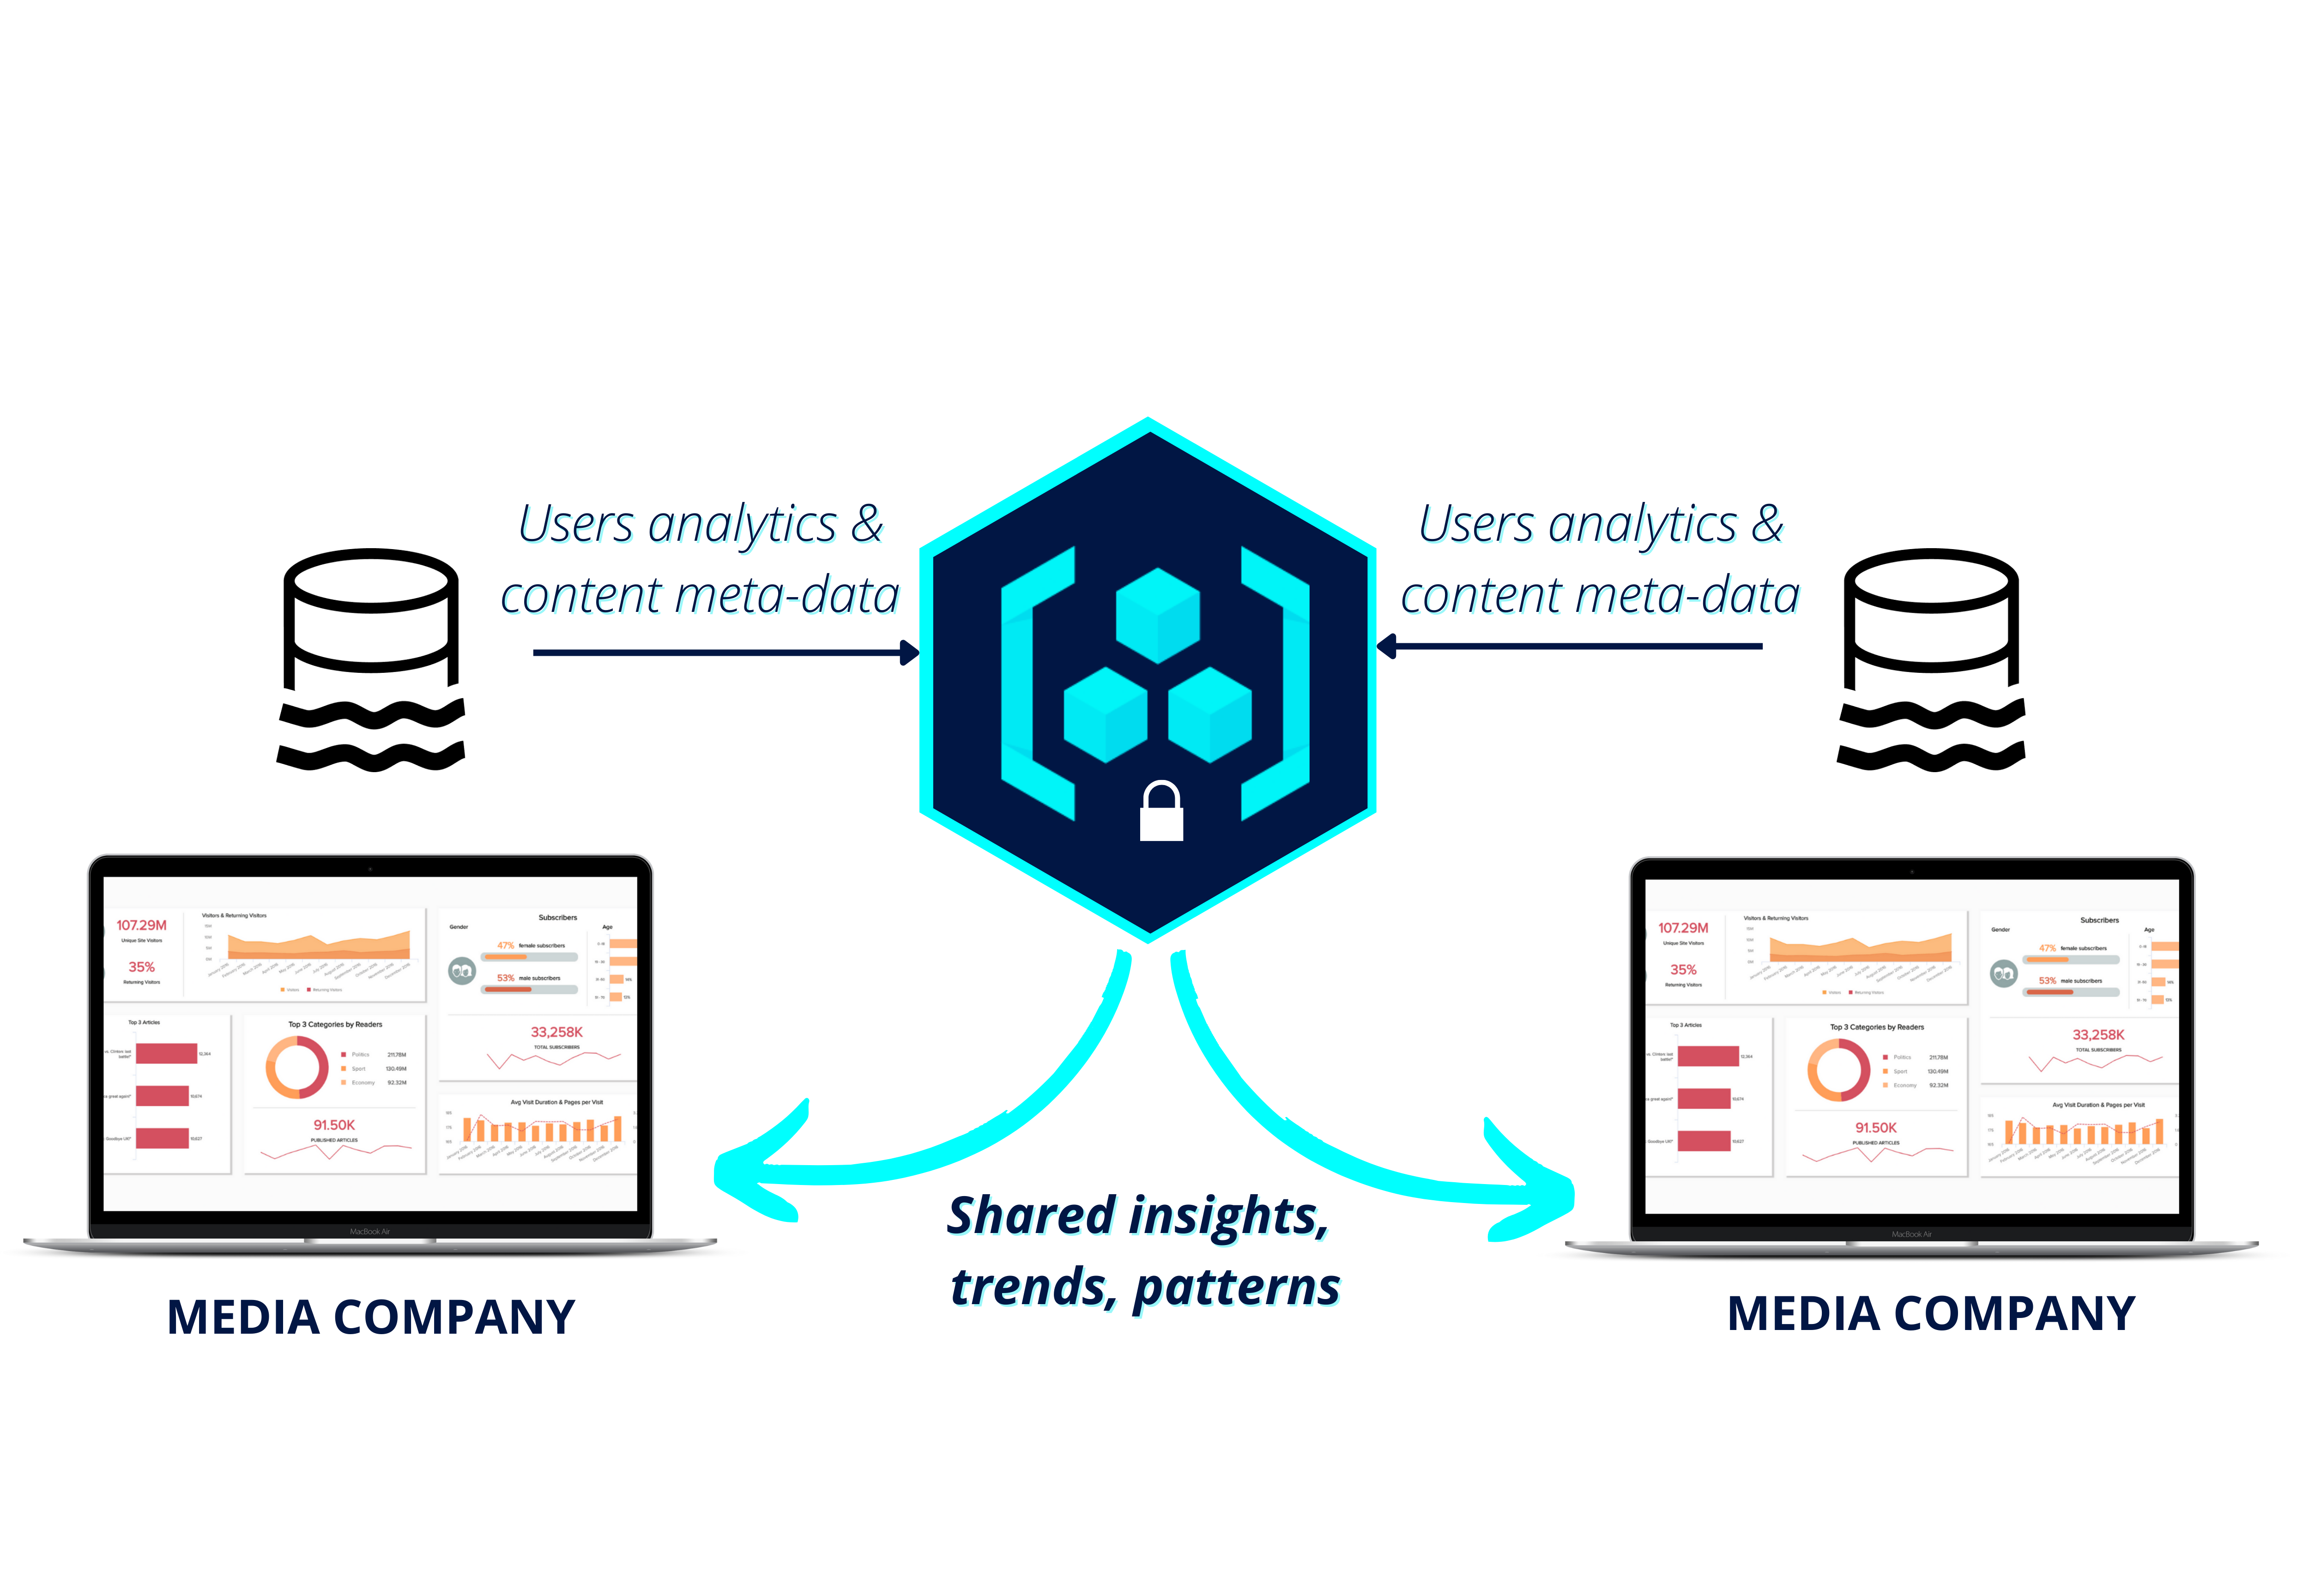 Users analytics &
content meta-data
Users analytics &
content meta-data
107.29M
Unique Site Visitors
35%
Returning Visitors
Visitors & Returning Visitors
Visitors
Returning Visitors
Subscribers
Gender
Age
47% female subscribers
53% male subscribers
33,258K
TOTAL SUBSCRIBERS
Top 3 Articles
Top 3 Categories by Readers
Politics 211.78M
Sport 130.49M
Economy 92.32M
91.50K
PUBLISHED ARTICLES
Avg Visit Duration & Pages per Visit
MacBook Air
107.29M
Unique Site Visitors
35%
Returning Visitors
Visitors & Returning Visitors
Visitors
Returning Visitors
Subscribers
Gender
Age
47% female subscribers
53% male subscribers
33,258K
TOTAL SUBSCRIBERS
Top 3 Articles
Top 3 Categories by Readers
Politics 211.78M
Sport 130.49M
Economy 92.32M
91.50K
PUBLISHED ARTICLES
Avg Visit Duration & Pages per Visit
MacBook Air
Shared insights,
trends, patterns
MEDIA COMPANY
MEDIA COMPANY